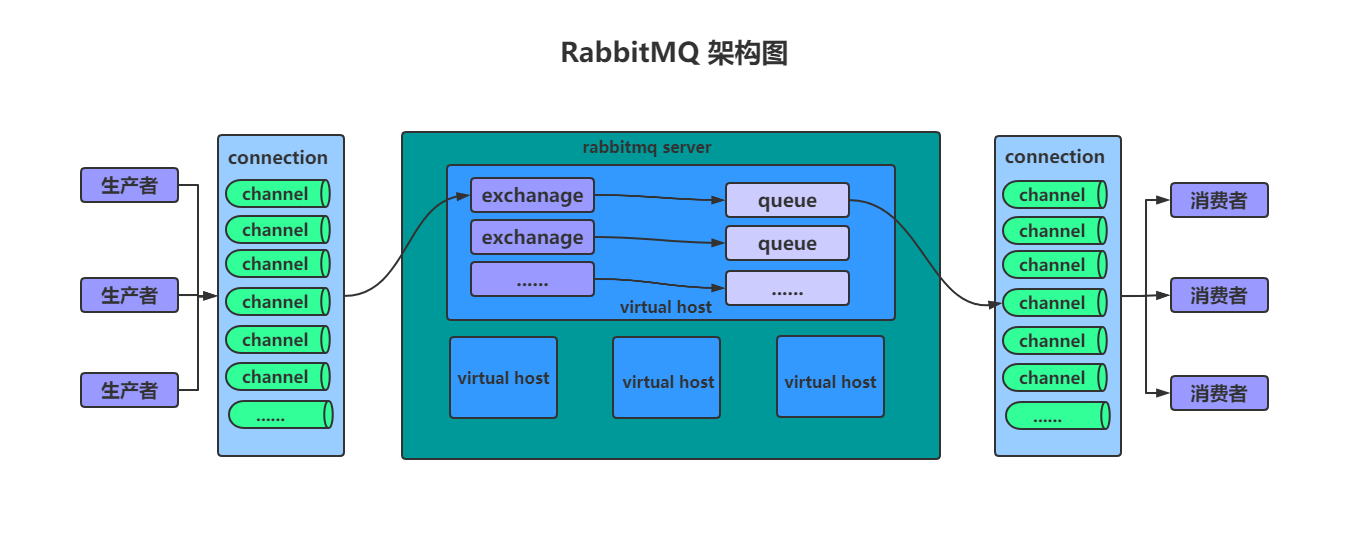 RabbitMQ 架构图
生产者
生产者
生产者
connection
channel
channel
channel
channel
channel
channel
......
rabbitmq server
exchanage
queue
exchanage
queue
......
......
virtual host
virtual host
virtual host
virtual host
connection
channel
channel
channel
channel
channel
channel
......
消费者
消费者
消费者